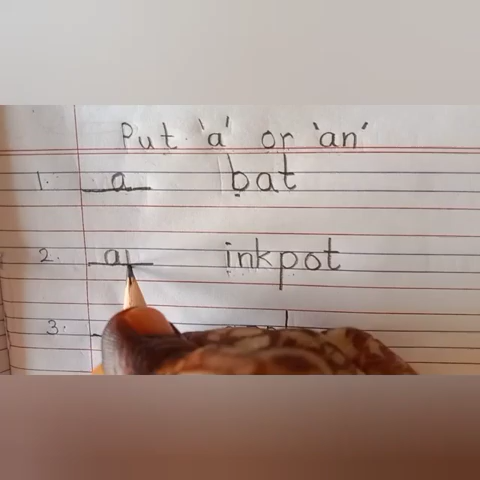 Put 'a' or 'an'
1. a bat
2. a inkpot
3.